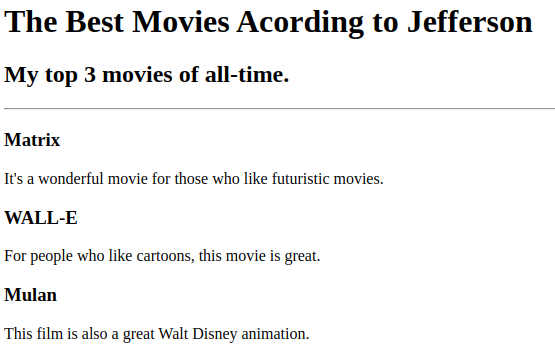 The Best Movies Acording to Jefferson
My top 3 movies of all-time.
Matrix
It's a wonderful movie for those who like futuristic movies.
WALL-E
For people who like cartoons, this movie is great.
Mulan
This film is also a great Walt Disney animation.